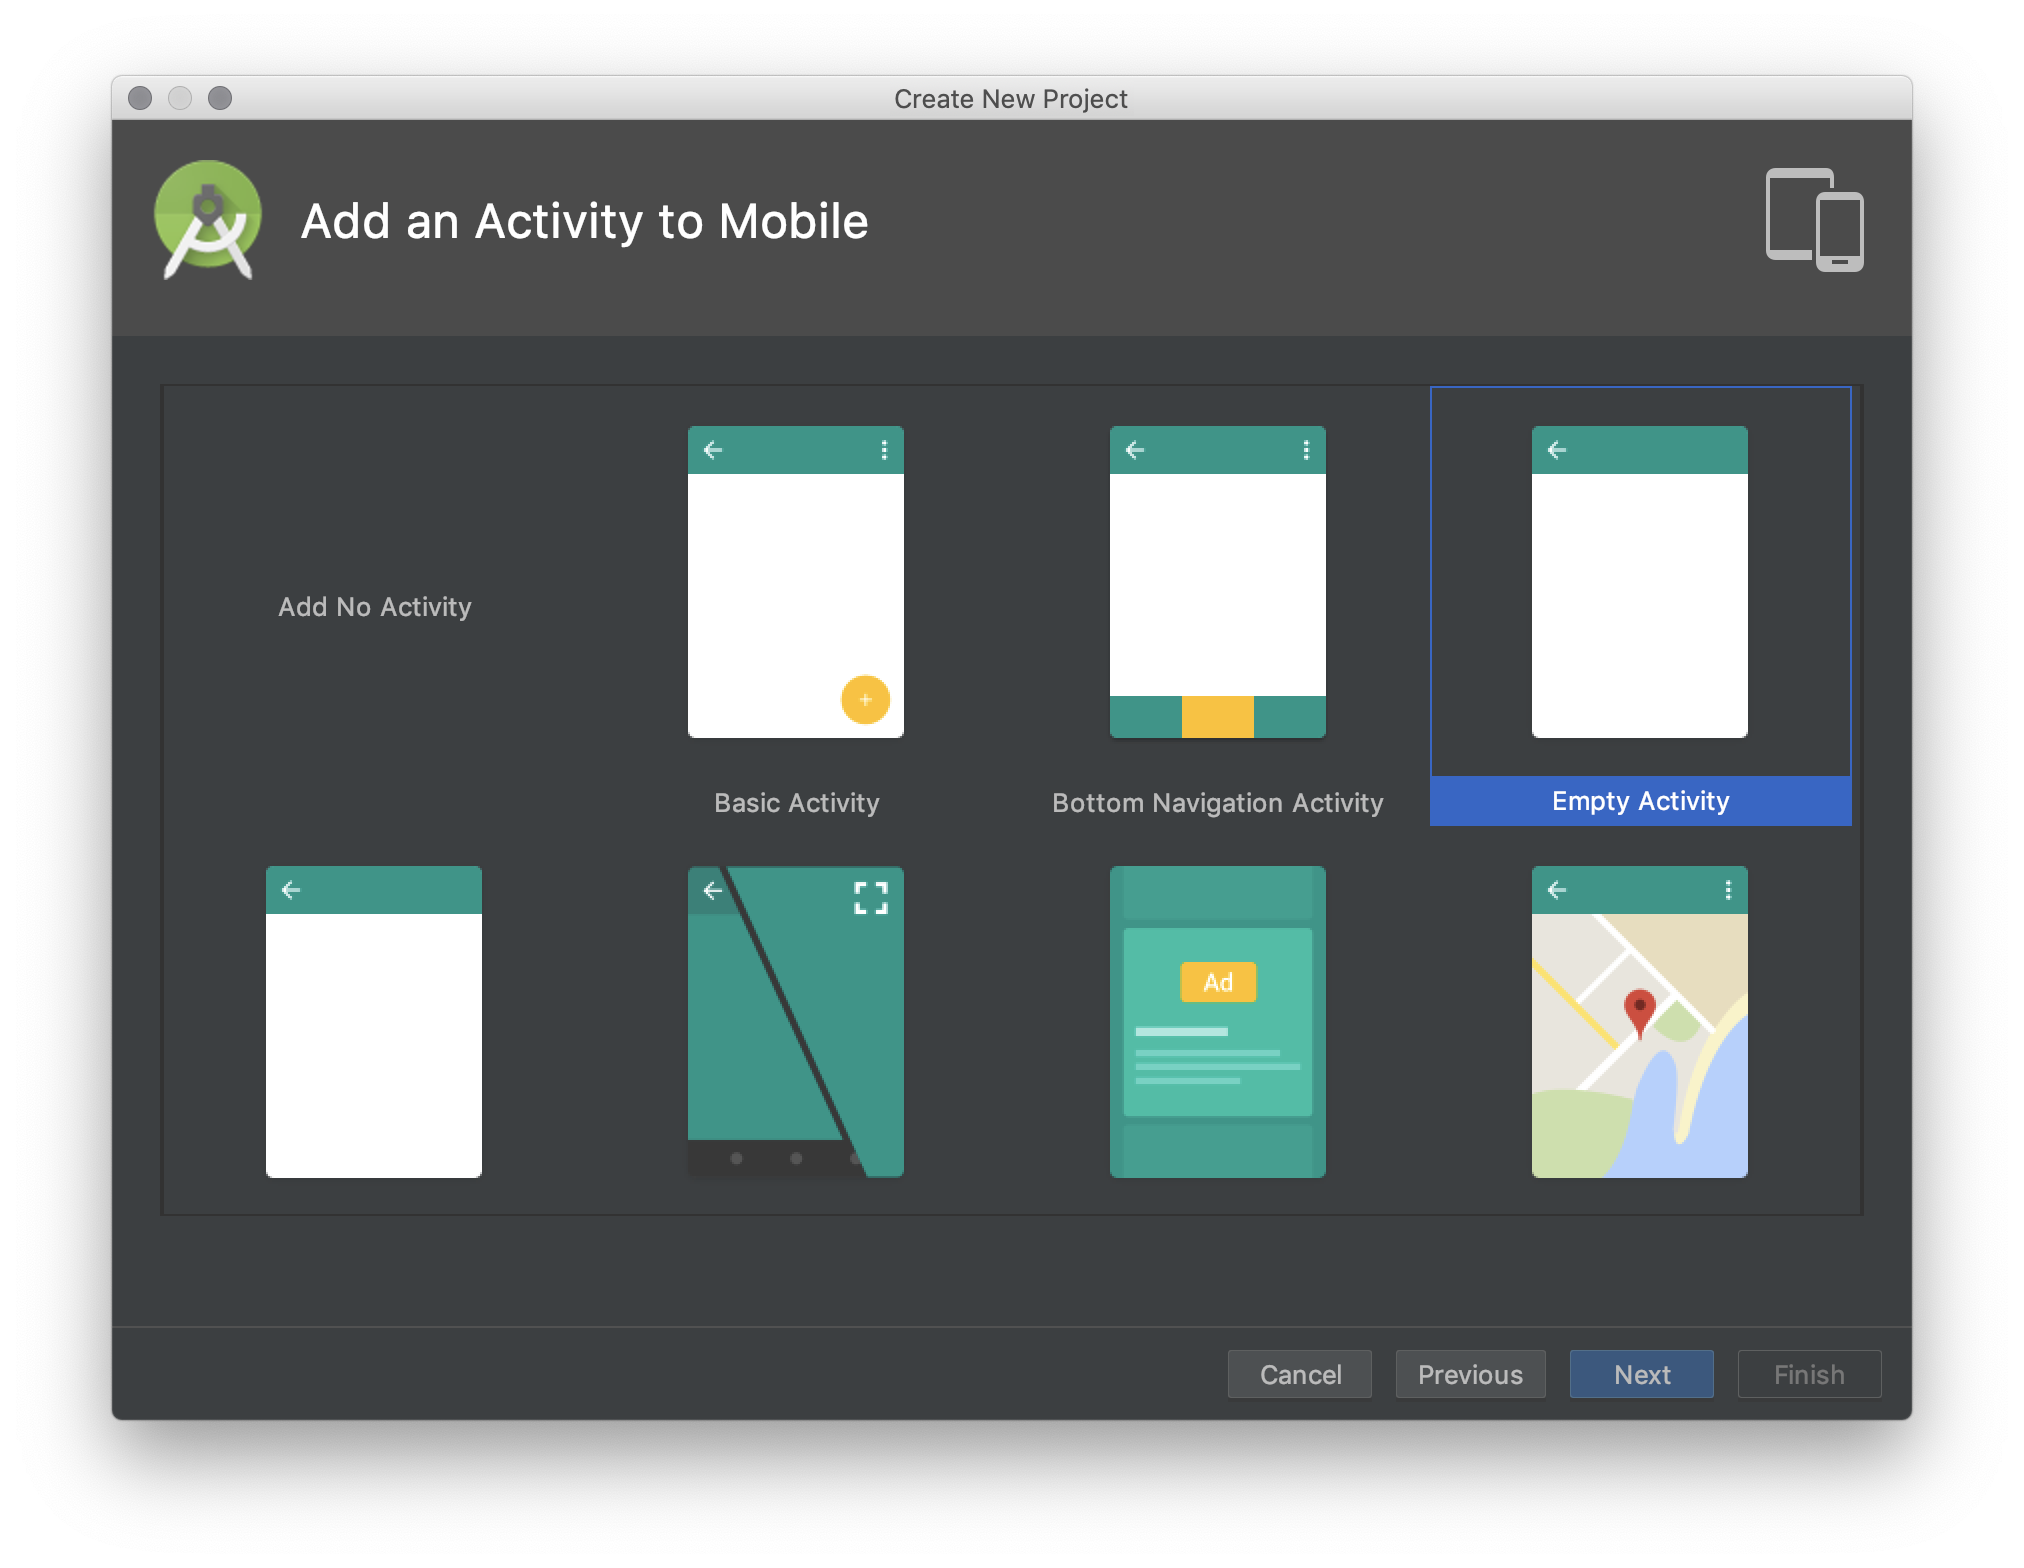 Create New Project
Add an Activity to Mobile
Add No Activity
Basic Activity
Bottom Navigation Activity
Empty Activity
Ad
Cancel
Previous
Next
Finish